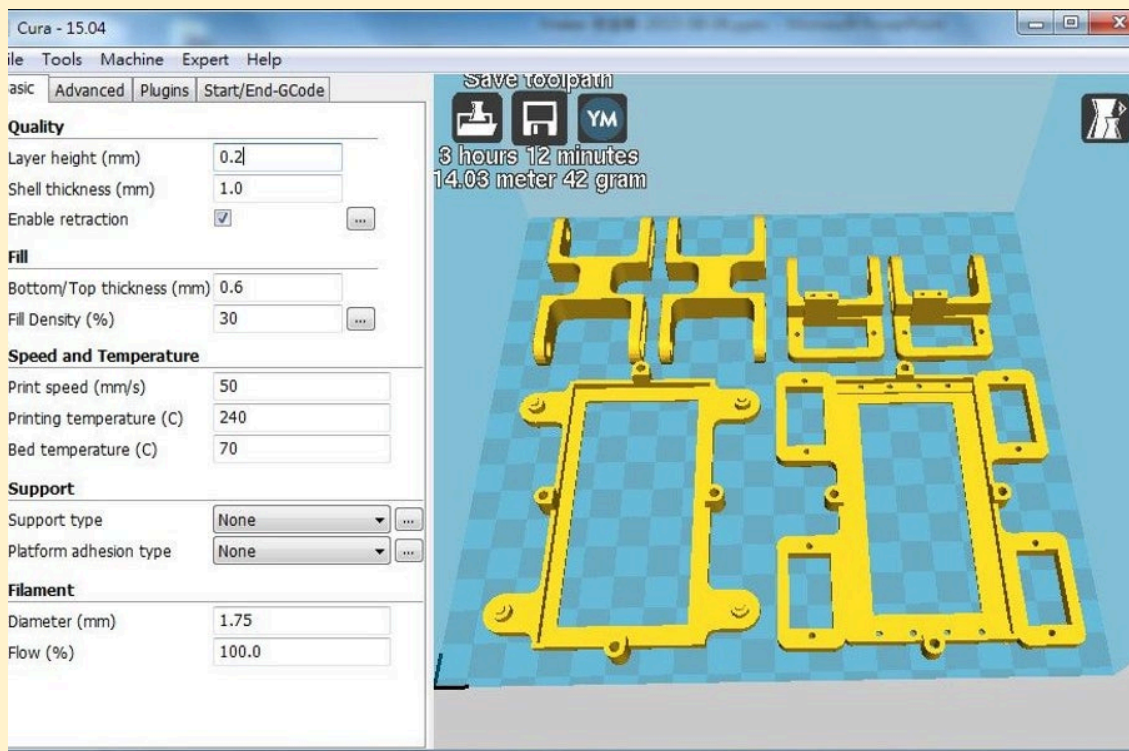 Cura - 15.04
ile Tools Machine Expert Help
asic Advanced Plugins Start/End-GCode
Quality
Layer height (mm) 0.2
Shell thickness (mm) 1.0
Enable retraction ...
Fill
Bottom/Top thickness (mm) 0.6
Fill Density (%) 30 ...
Speed and Temperature
Print speed (mm/s) 50
Printing temperature (C) 240
Bed temperature (C) 70
Support
Support type None ...
Platform adhesion type None ...
Filament
Diameter (mm) 1.75
Flow (%) 100.0
Save toolpath
YM
3 hours 12 minutes
14.03 meter 42 gram